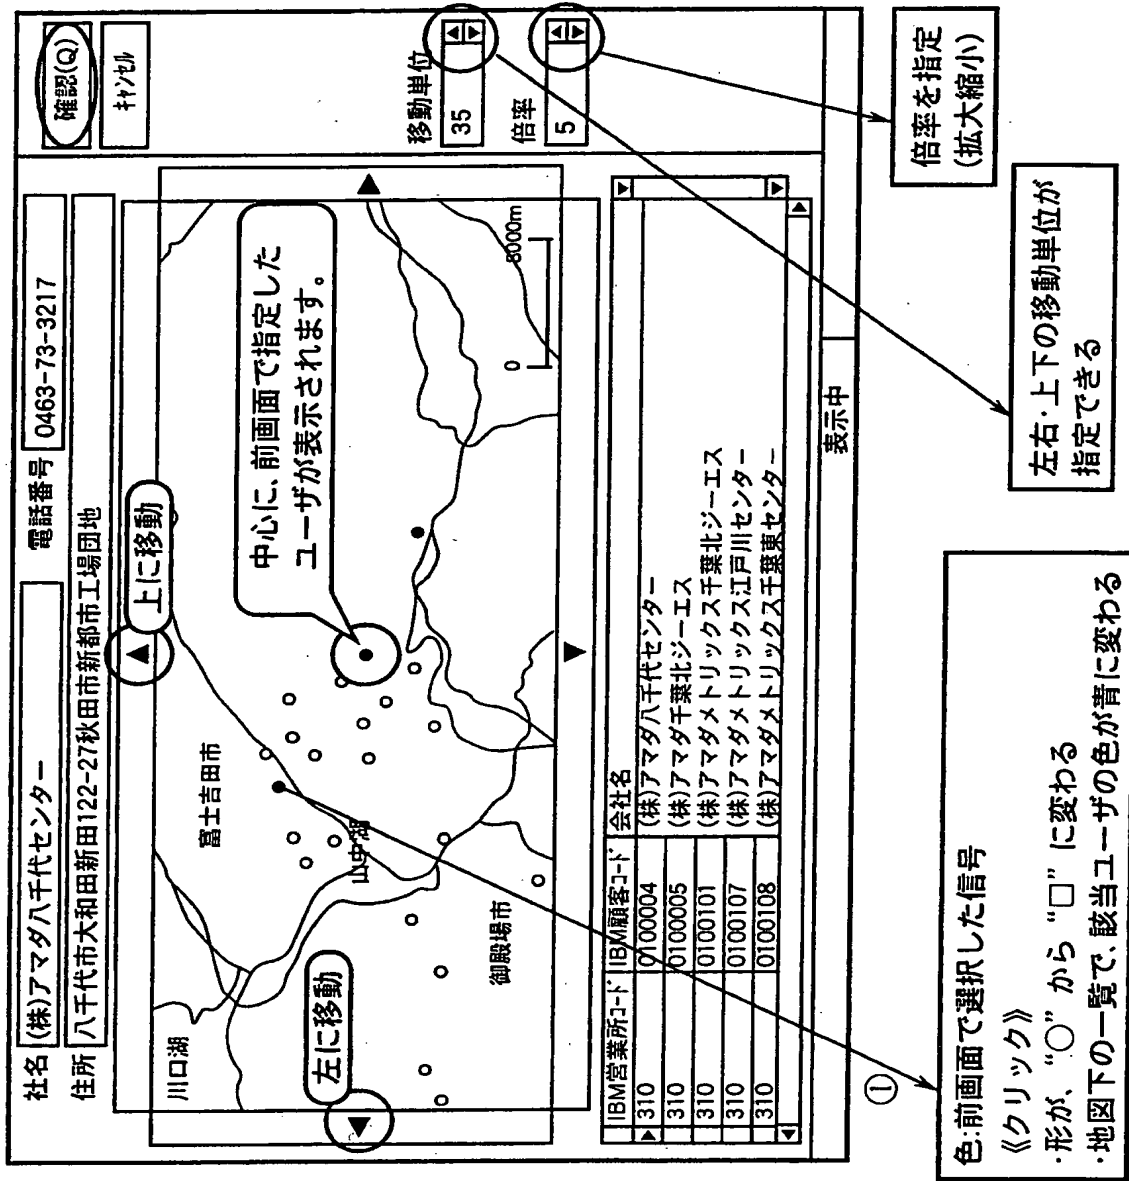 社名 (株)アマダ八千代センター 電話番号 0463-73-3217
住所 八千代市大和田新田122-27秋田市新都市工場団地
確認(Q)
キャンセル
上に移動
中心に、前画面で指定した
ユーザが表示されます。
富士吉田市
川口湖
山中湖
左に移動
御殿場市
0 8000m
移動単位
35
倍率
5
IBM営業所コード IBM顧客コード 会社名
310 0100004 (株)アマダ八千代センター
310 0100005 (株)アマダ千葉北ジーエス
310 0100101 (株)アマダメトリックス千葉北ジーエス
310 0100107 (株)アマダメトリックス江戸川センター
310 0100108 (株)アマダメトリックス千葉東センター
表示中
①
色:前画面で選択した信号
《クリック》
・形が、“○”から“□”に変わる
・地図下の一覧で、該当ユーザの色が青に変わる
左右・上下の移動単位が
指定できる
倍率を指定
(拡大縮小)